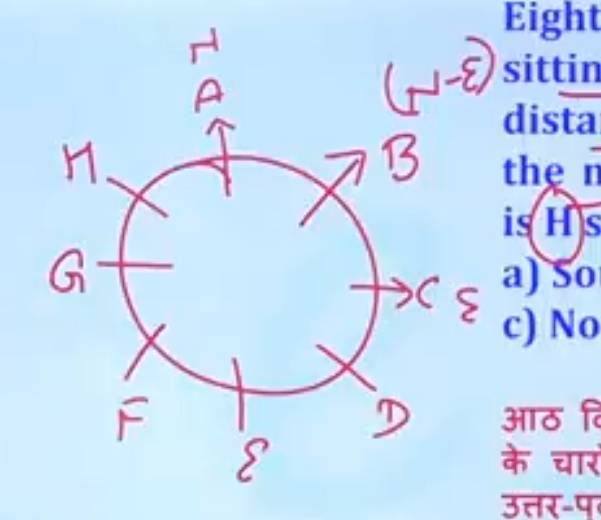 Eight
sittin
dista
the n
is H s
a) So
c) No
आठ वि
के चार
उत्तर-प
N
A
(N-E)
B
H
G
C E
F
D
E